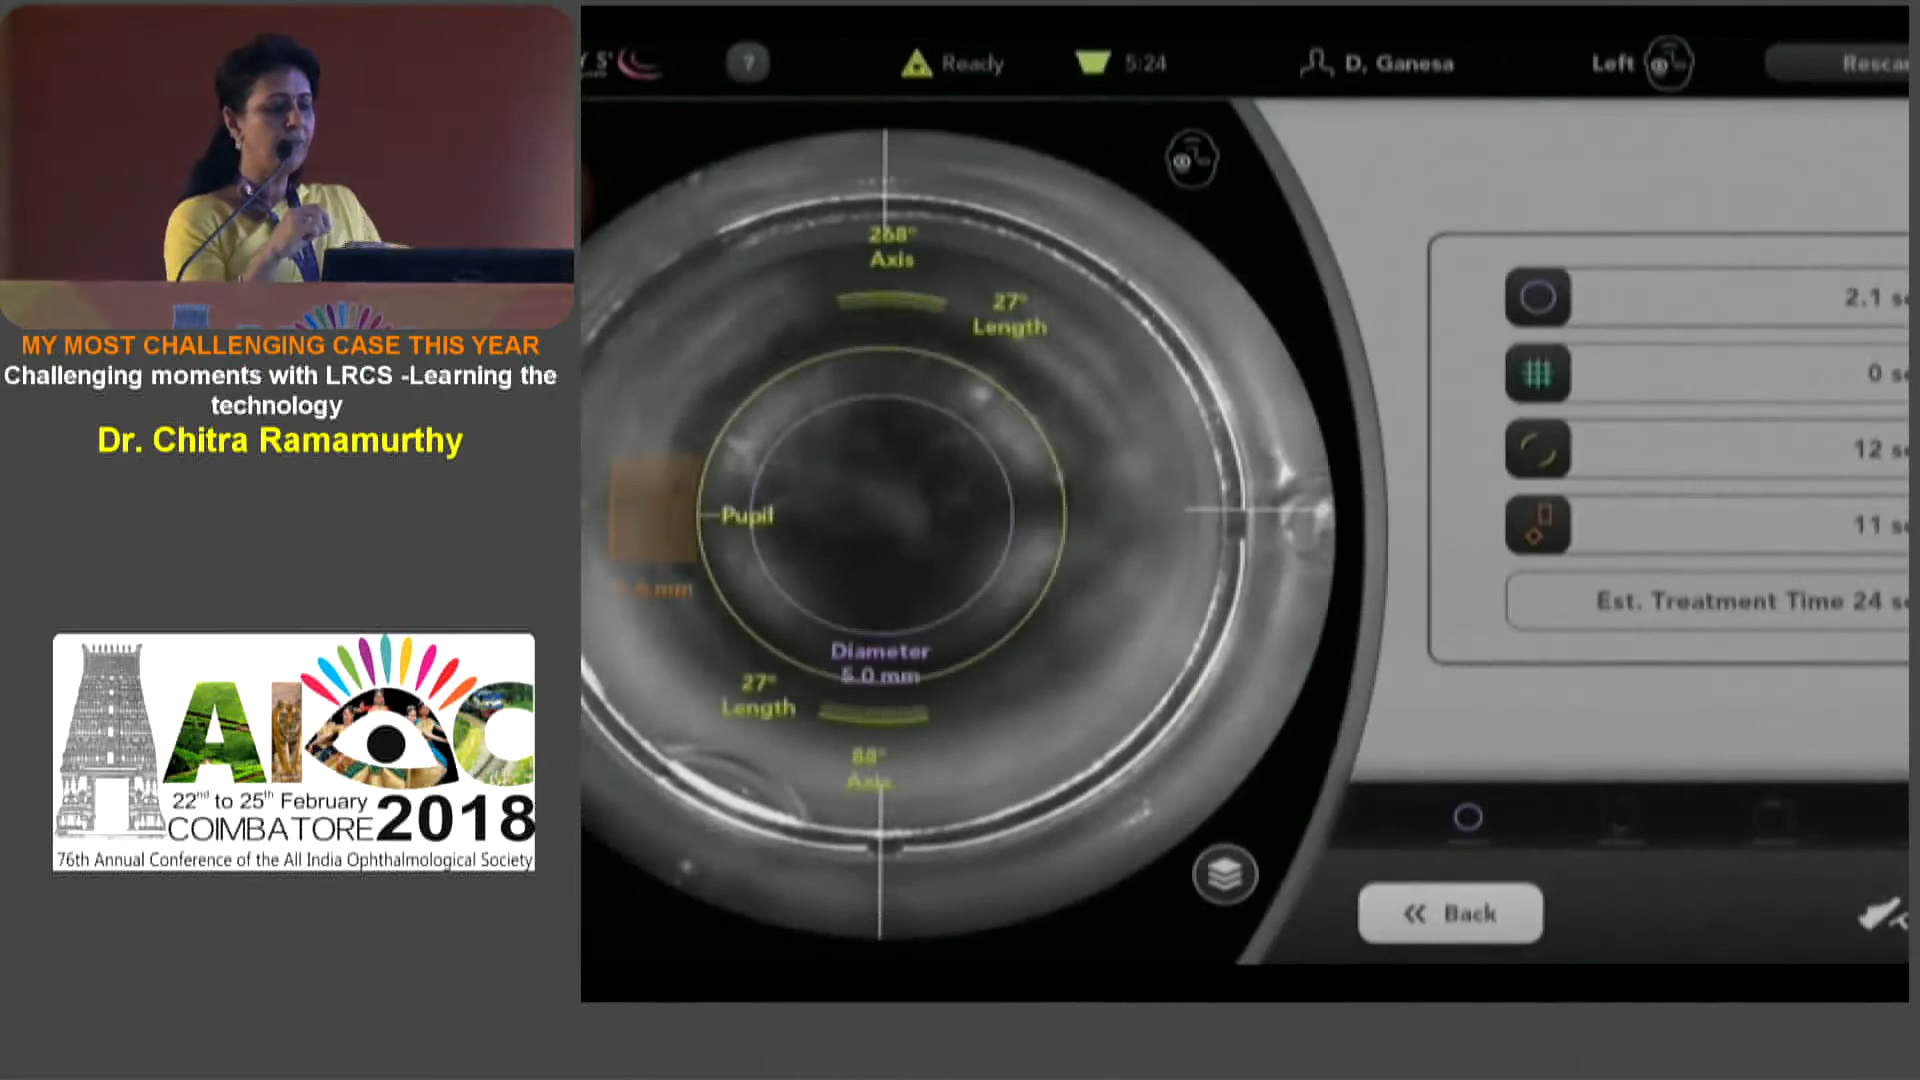 MY MOST CHALLENGING CASE THIS YEAR
Challenging moments with LRCS -Learning the
technology
Dr. Chitra Ramamurthy
AIOC
22nd to 25th February
COIMBATORE 2018
76th Annual Conference of the All India Ophthalmological Society
?
Ready
5:24
D, Ganesa
Left
268°
Axis
27°
Length
Pupil
mm
Diameter
5.0 mm
27°
Length
88°
Axis
2.1
0
12
11
Est. Treatment Time 24
Back